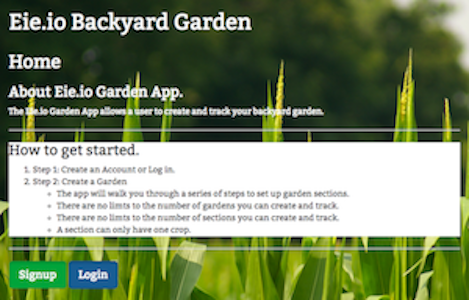 Eie.io Backyard Garden
Home
About Eie.io Garden App.
The Eie.io Garden App allows a user to create and track your backyard garden.
How to get started.
1. Step 1: Create an Account or Log in.
2. Step 2: Create a Garden
The app will walk you through a series of steps to set up garden sections.
There are no limts to the number of gardens you can create and track.
There are no limts to the number of sections you can create and track.
A section can only have one crop.
Signup Login